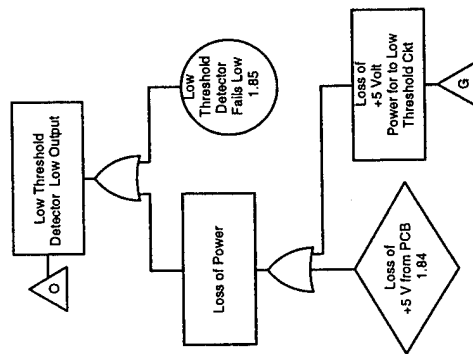 O
Low Threshold
Detector Low Output
Low
Threshold
Detector
Fails Low
1.85
Loss of Power
Loss of
+5 V from PCB
1.84
Loss of
+5 Volt
Power for to Low
Threshold Ckt
G